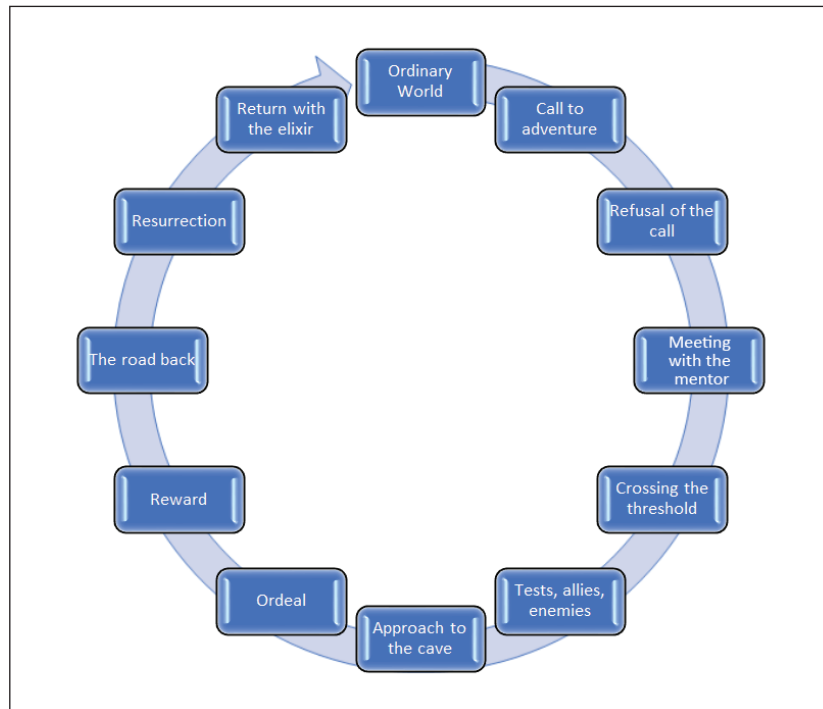 Ordinary
World
Call to
adventure
Refusal of the
call
Meeting
with the
mentor
Crossing the
threshold
Tests, allies,
enemies
Approach to
the cave
Ordeal
Reward
The road back
Resurrection
Return with
the elixir